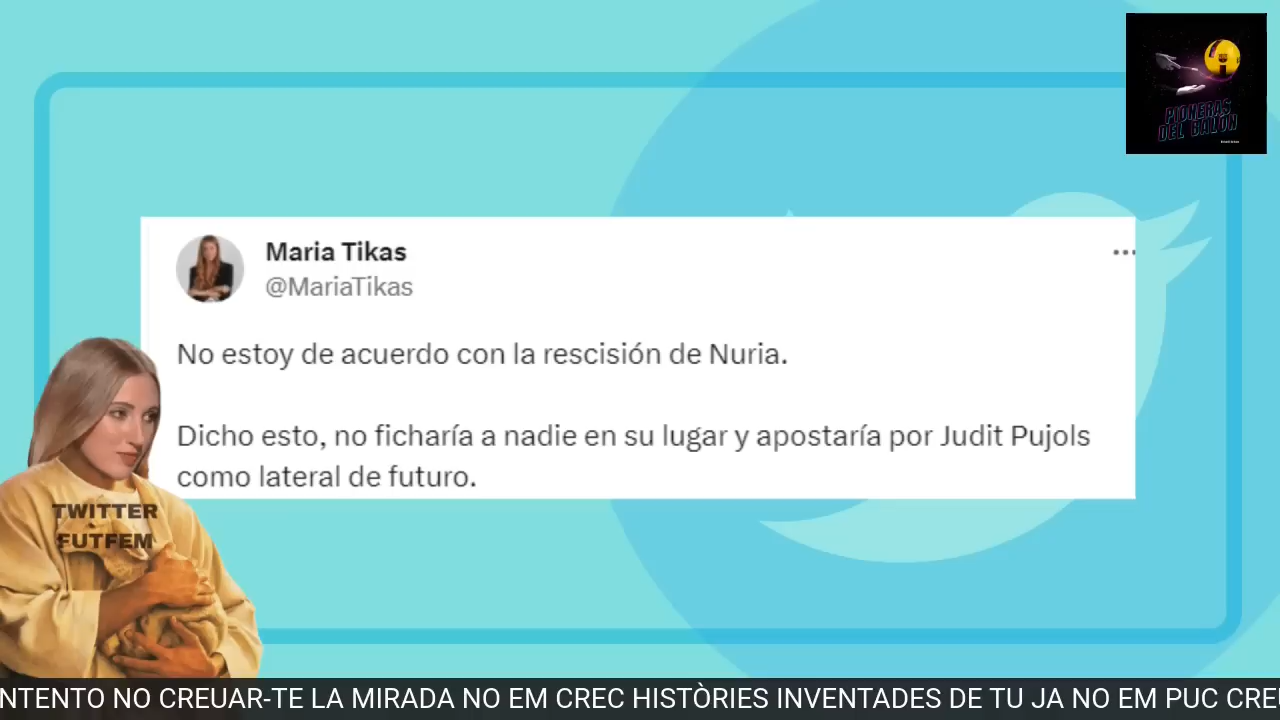 PIONERAS
DEL BALÓN
Maria Tikas
@MariaTikas
No estoy de acuerdo con la rescisión de Nuria.
Dicho esto, no ficharía a nadie en su lugar y apostaría por Judit Pujols
como lateral de futuro.
TWITTER
FUTFEM
NTENTO NO CREUAR-TE LA MIRADA NO EM CREC HISTÒRIES INVENTADES DE TU JA NO EM PUC CRE